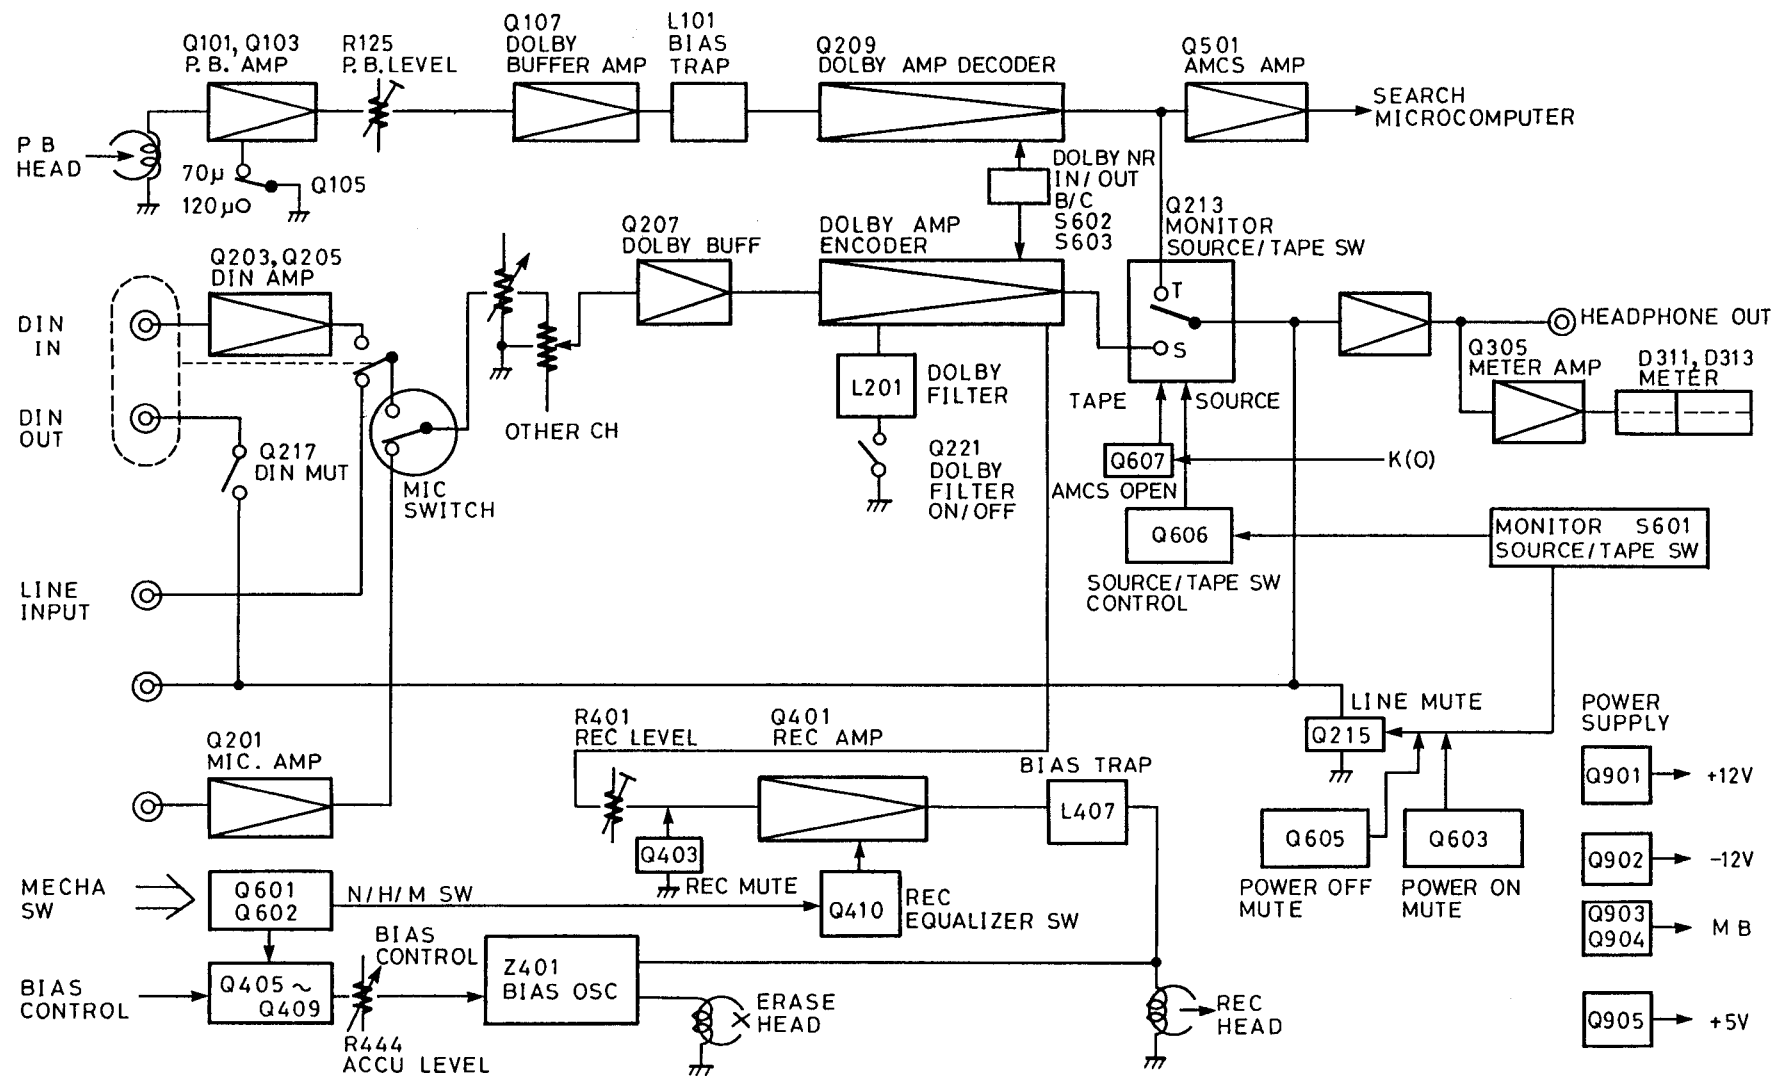 Q101, Q103
P.B. AMP
R125
P.B. LEVEL
Q107
DOLBY
BUFFER AMP
L101
BIAS
TRAP
Q209
DOLBY AMP DECODER
Q501
AMCS AMP
SEARCH
MICROCOMPUTER
P B
HEAD
70μ
120μ
Q105
DOLBY NR
IN/OUT
B/C
S602
S603
Q213
MONITOR
SOURCE/TAPE SW
Q203, Q205
DIN AMP
Q207
DOLBY BUFF
DOLBY AMP
ENCODER
DIN
IN
DIN
OUT
Q217
DIN MUT
MIC
SWITCH
OTHER CH
L201
DOLBY
FILTER
Q221
DOLBY
FILTER
ON/OFF
T
S
TAPE
SOURCE
Q607
AMCS OPEN
K(O)
HEADPHONE OUT
Q305
METER AMP
D311, D313
METER
Q606
SOURCE/TAPE SW
CONTROL
MONITOR S601
SOURCE/TAPE SW
LINE
INPUT
LINE MUTE
Q215
Q605
POWER OFF
MUTE
Q603
POWER ON
MUTE
POWER
SUPPLY
Q901
+12V
Q902
-12V
Q903
Q904
M B
Q905
+5V
Q201
MIC. AMP
R401
REC LEVEL
Q401
REC AMP
BIAS TRAP
L407
Q403
REC MUTE
Q410
REC
EQUALIZER SW
MECHA
SW
Q601
Q602
N/H/M SW
BIAS
CONTROL
Q405~
Q409
BIAS
CONTROL
R444
ACCU LEVEL
Z401
BIAS OSC
ERASE
HEAD
REC
HEAD